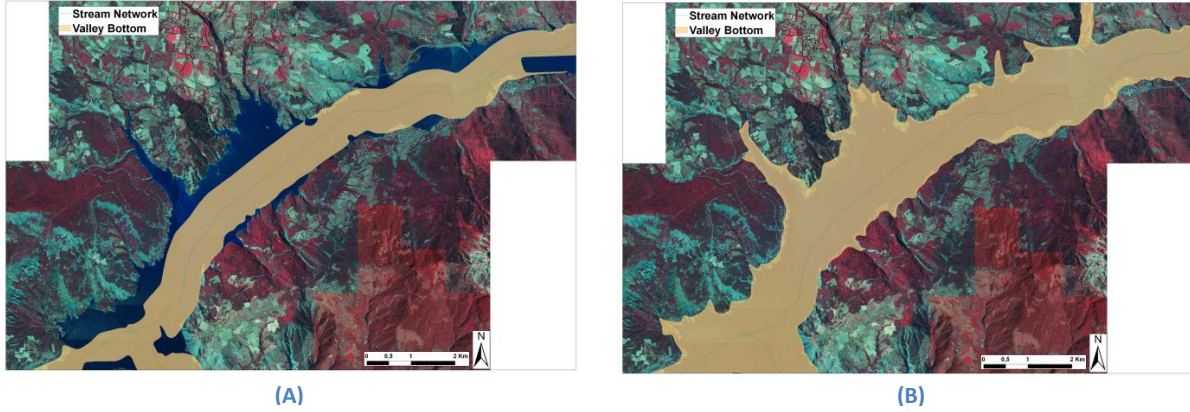 Stream Network
Valley Bottom
N
0 0,5 1 2 Km
(A)
Stream Network
Valley Bottom
N
0 0,5 1 2 Km
(B)